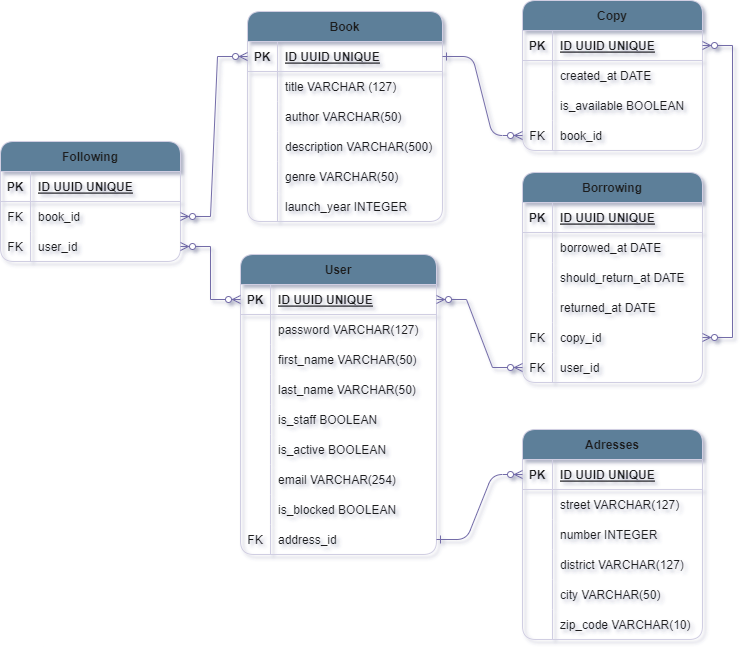 Book
PK ID UUID UNIQUE
title VARCHAR (127)
author VARCHAR(50)
description VARCHAR(500)
genre VARCHAR(50)
launch_year INTEGER
Copy
PK ID UUID UNIQUE
created_at DATE
is_available BOOLEAN
FK book_id
Following
PK ID UUID UNIQUE
FK book_id
FK user_id
Borrowing
PK ID UUID UNIQUE
borrowed_at DATE
should_return_at DATE
returned_at DATE
FK copy_id
FK user_id
User
PK ID UUID UNIQUE
password VARCHAR(127)
first_name VARCHAR(50)
last_name VARCHAR(50)
is_staff BOOLEAN
is_active BOOLEAN
email VARCHAR(254)
is_blocked BOOLEAN
FK address_id
Adresses
PK ID UUID UNIQUE
street VARCHAR(127)
number INTEGER
district VARCHAR(127)
city VARCHAR(50)
zip_code VARCHAR(10)